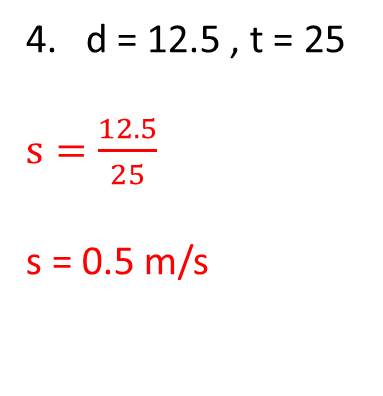 4. d = 12.5 , t = 25
s = 12.5/25
s = 0.5 m/s